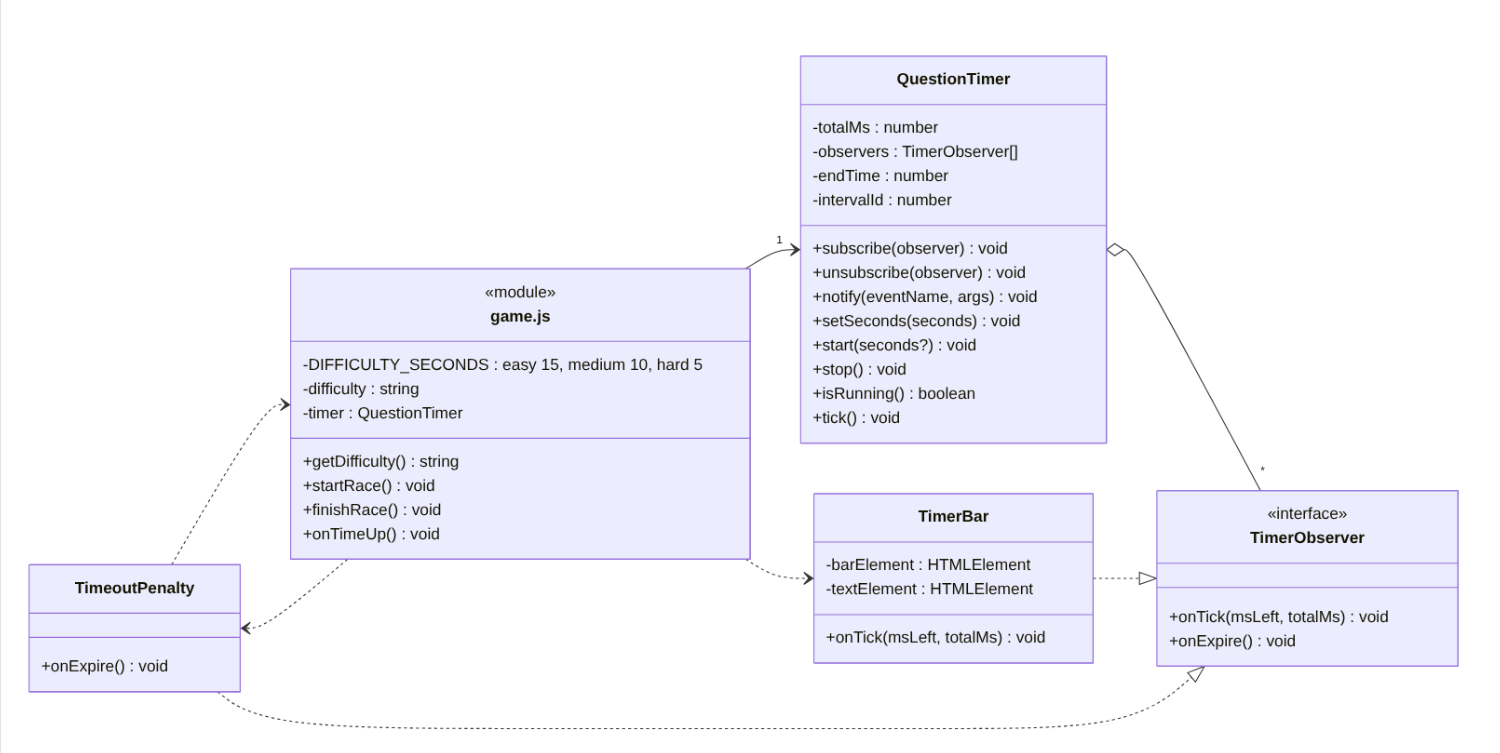 QuestionTimer
-totalMs : number
-observers : TimerObserver[]
-endTime : number
-intervalId : number
+subscribe(observer) : void
+unsubscribe(observer) : void
+notify(eventName, args) : void
+setSeconds(seconds) : void
+start(seconds?) : void
+stop() : void
+isRunning() : boolean
+tick() : void
1
«module»
game.js
-DIFFICULTY_SECONDS : easy 15, medium 10, hard 5
-difficulty : string
-timer : QuestionTimer
+getDifficulty() : string
+startRace() : void
+finishRace() : void
+onTimeUp() : void
*
TimeoutPenalty
+onExpire() : void
TimerBar
-barElement : HTMLElement
-textElement : HTMLElement
+onTick(msLeft, totalMs) : void
«interface»
TimerObserver
+onTick(msLeft, totalMs) : void
+onExpire() : void